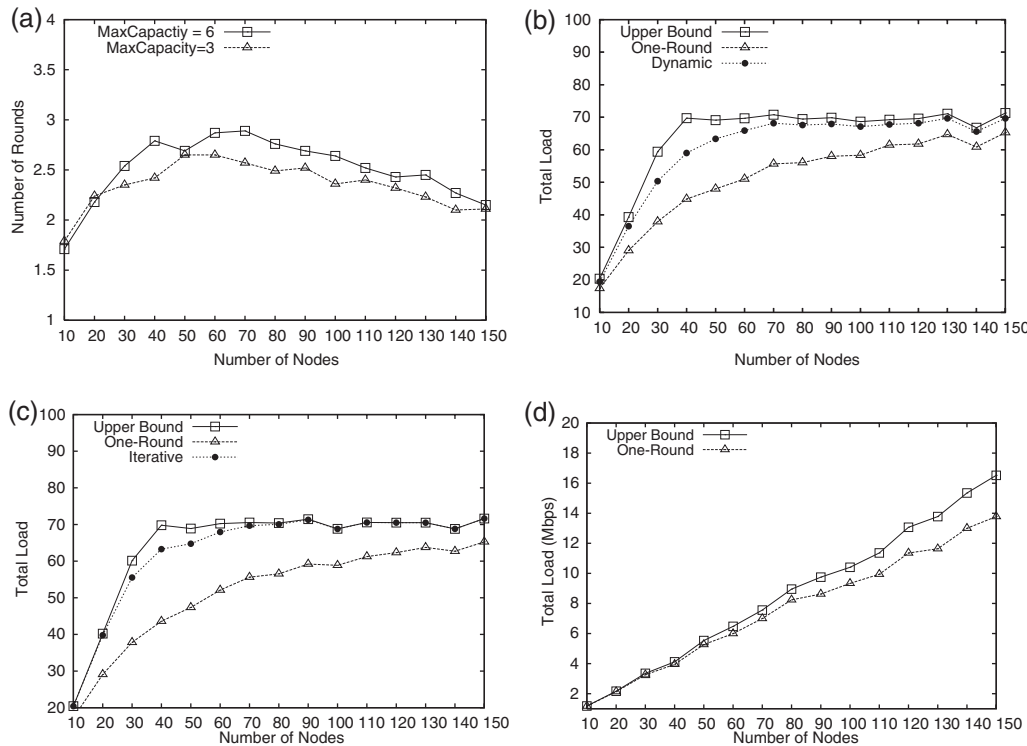 (a)
4
3.5
3
2.5
2
1.5
1
Number of Rounds
MaxCapactiy = 6
MaxCapacity=3
10 20 30 40 50 60 70 80 90 100 110 120 130 140 150
Number of Nodes
(b)
100
90
80
70
60
50
40
30
20
10
Total Load
Upper Bound
One-Round
Dynamic
10 20 30 40 50 60 70 80 90 100 110 120 130 140 150
Number of Nodes
(c)
100
90
80
70
60
50
40
30
20
Total Load
Upper Bound
One-Round
Iterative
10 20 30 40 50 60 70 80 90 100 110 120 130 140 150
Number of Nodes
(d)
20
18
16
14
12
10
8
6
4
2
Total Load (Mbps)
Upper Bound
One-Round
10 20 30 40 50 60 70 80 90 100 110 120 130 140 150
Number of Nodes